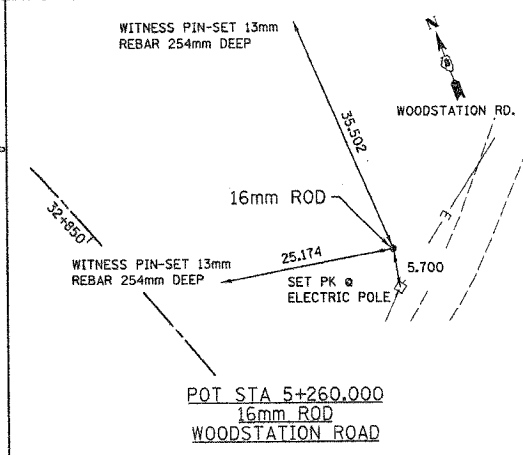 WITNESS PIN-SET 13mm
REBAR 254mm DEEP
N
WOODSTATION RD.
35.502
16mm ROD
E
32+850
25.174
WITNESS PIN-SET 13mm
REBAR 254mm DEEP
5.700
SET PK @
ELECTRIC POLE
POT STA 5+260.000
16mm ROD
WOODSTATION ROAD